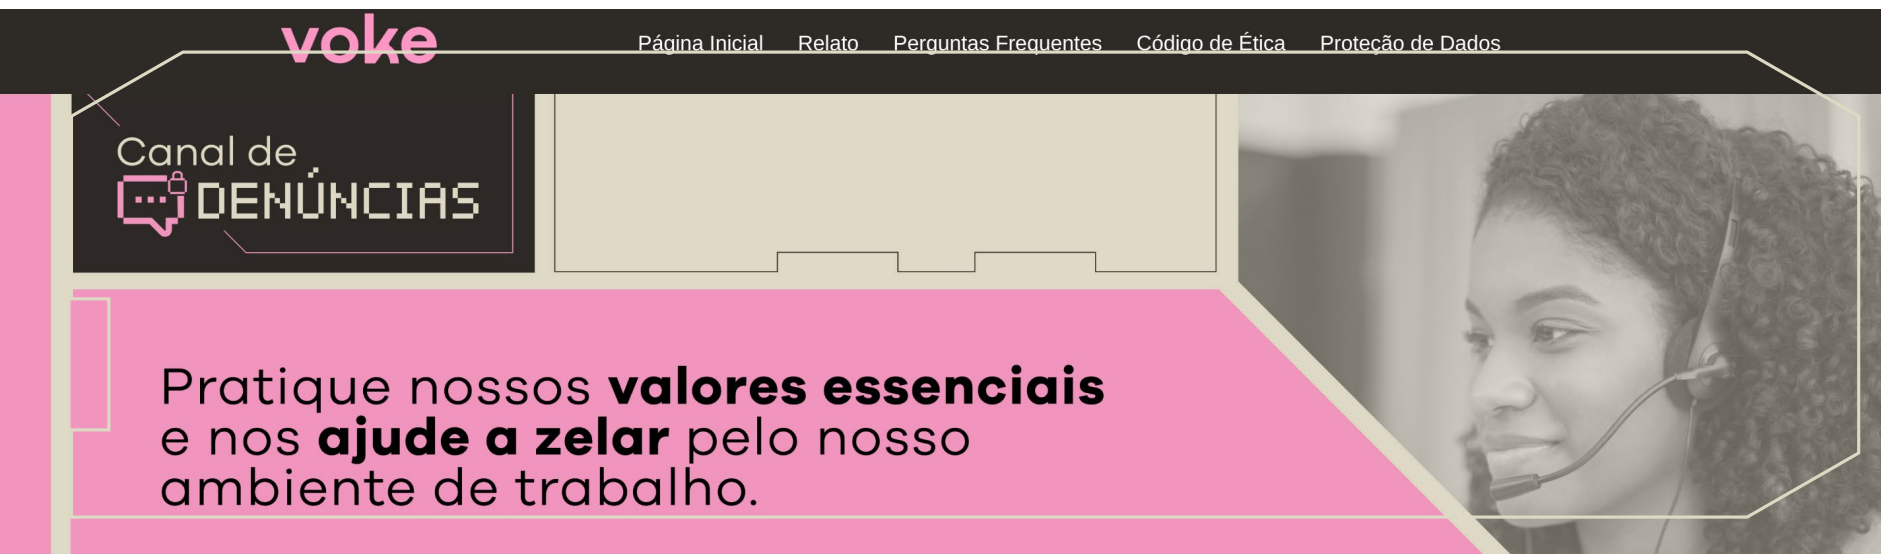 voke
Página Inicial Relato Perguntas Frequentes Código de Ética Proteção de Dados
Canal de
DENÚNCIAS
Pratique nossos valores essenciais
e nos ajude a zelar pelo nosso
ambiente de trabalho.